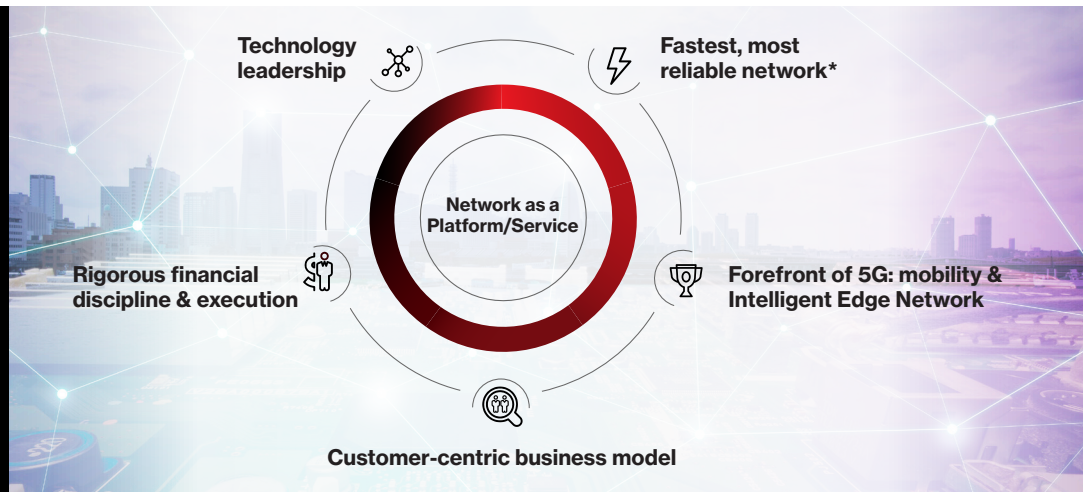 Technology
leadership
Fastest, most
reliable network*
Network as a
Platform/Service
Rigorous financial
discipline & execution
Forefront of 5G: mobility &
Intelligent Edge Network
Customer-centric business model